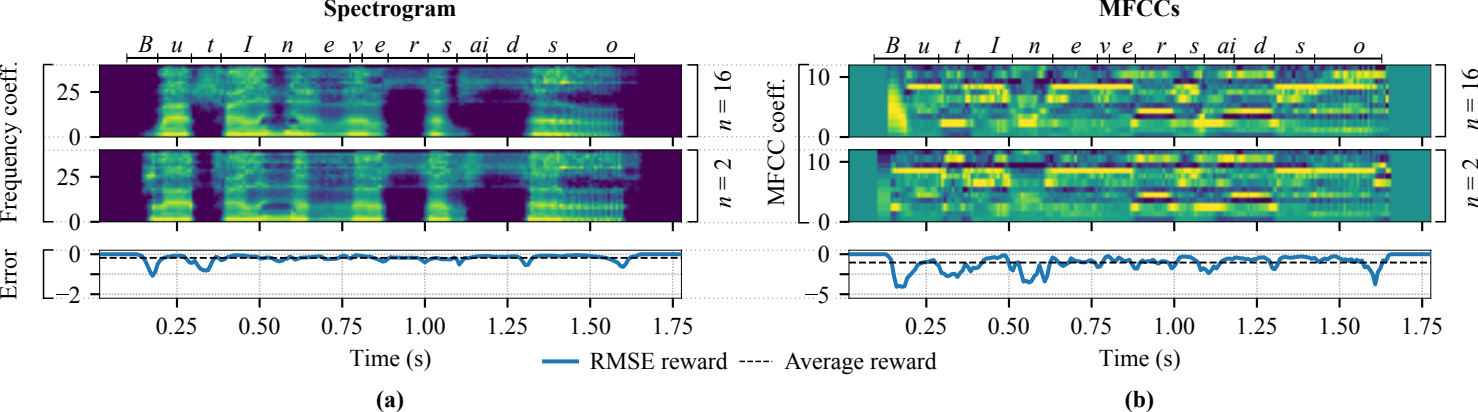 Spectrogram
B u t I n e v e r s ai d s o
Frequency coeff.
25
0
n = 16
25
0
n = 2
Error
0
−2
0.25 0.50 0.75 1.00 1.25 1.50 1.75
Time (s)
(a)
MFCCs
B u t I n e v e r s ai d s o
MFCC coeff.
10
0
n = 16
10
0
n = 2
0
−5
0.25 0.50 0.75 1.00 1.25 1.50 1.75
Time (s)
RMSE reward Average reward
(b)